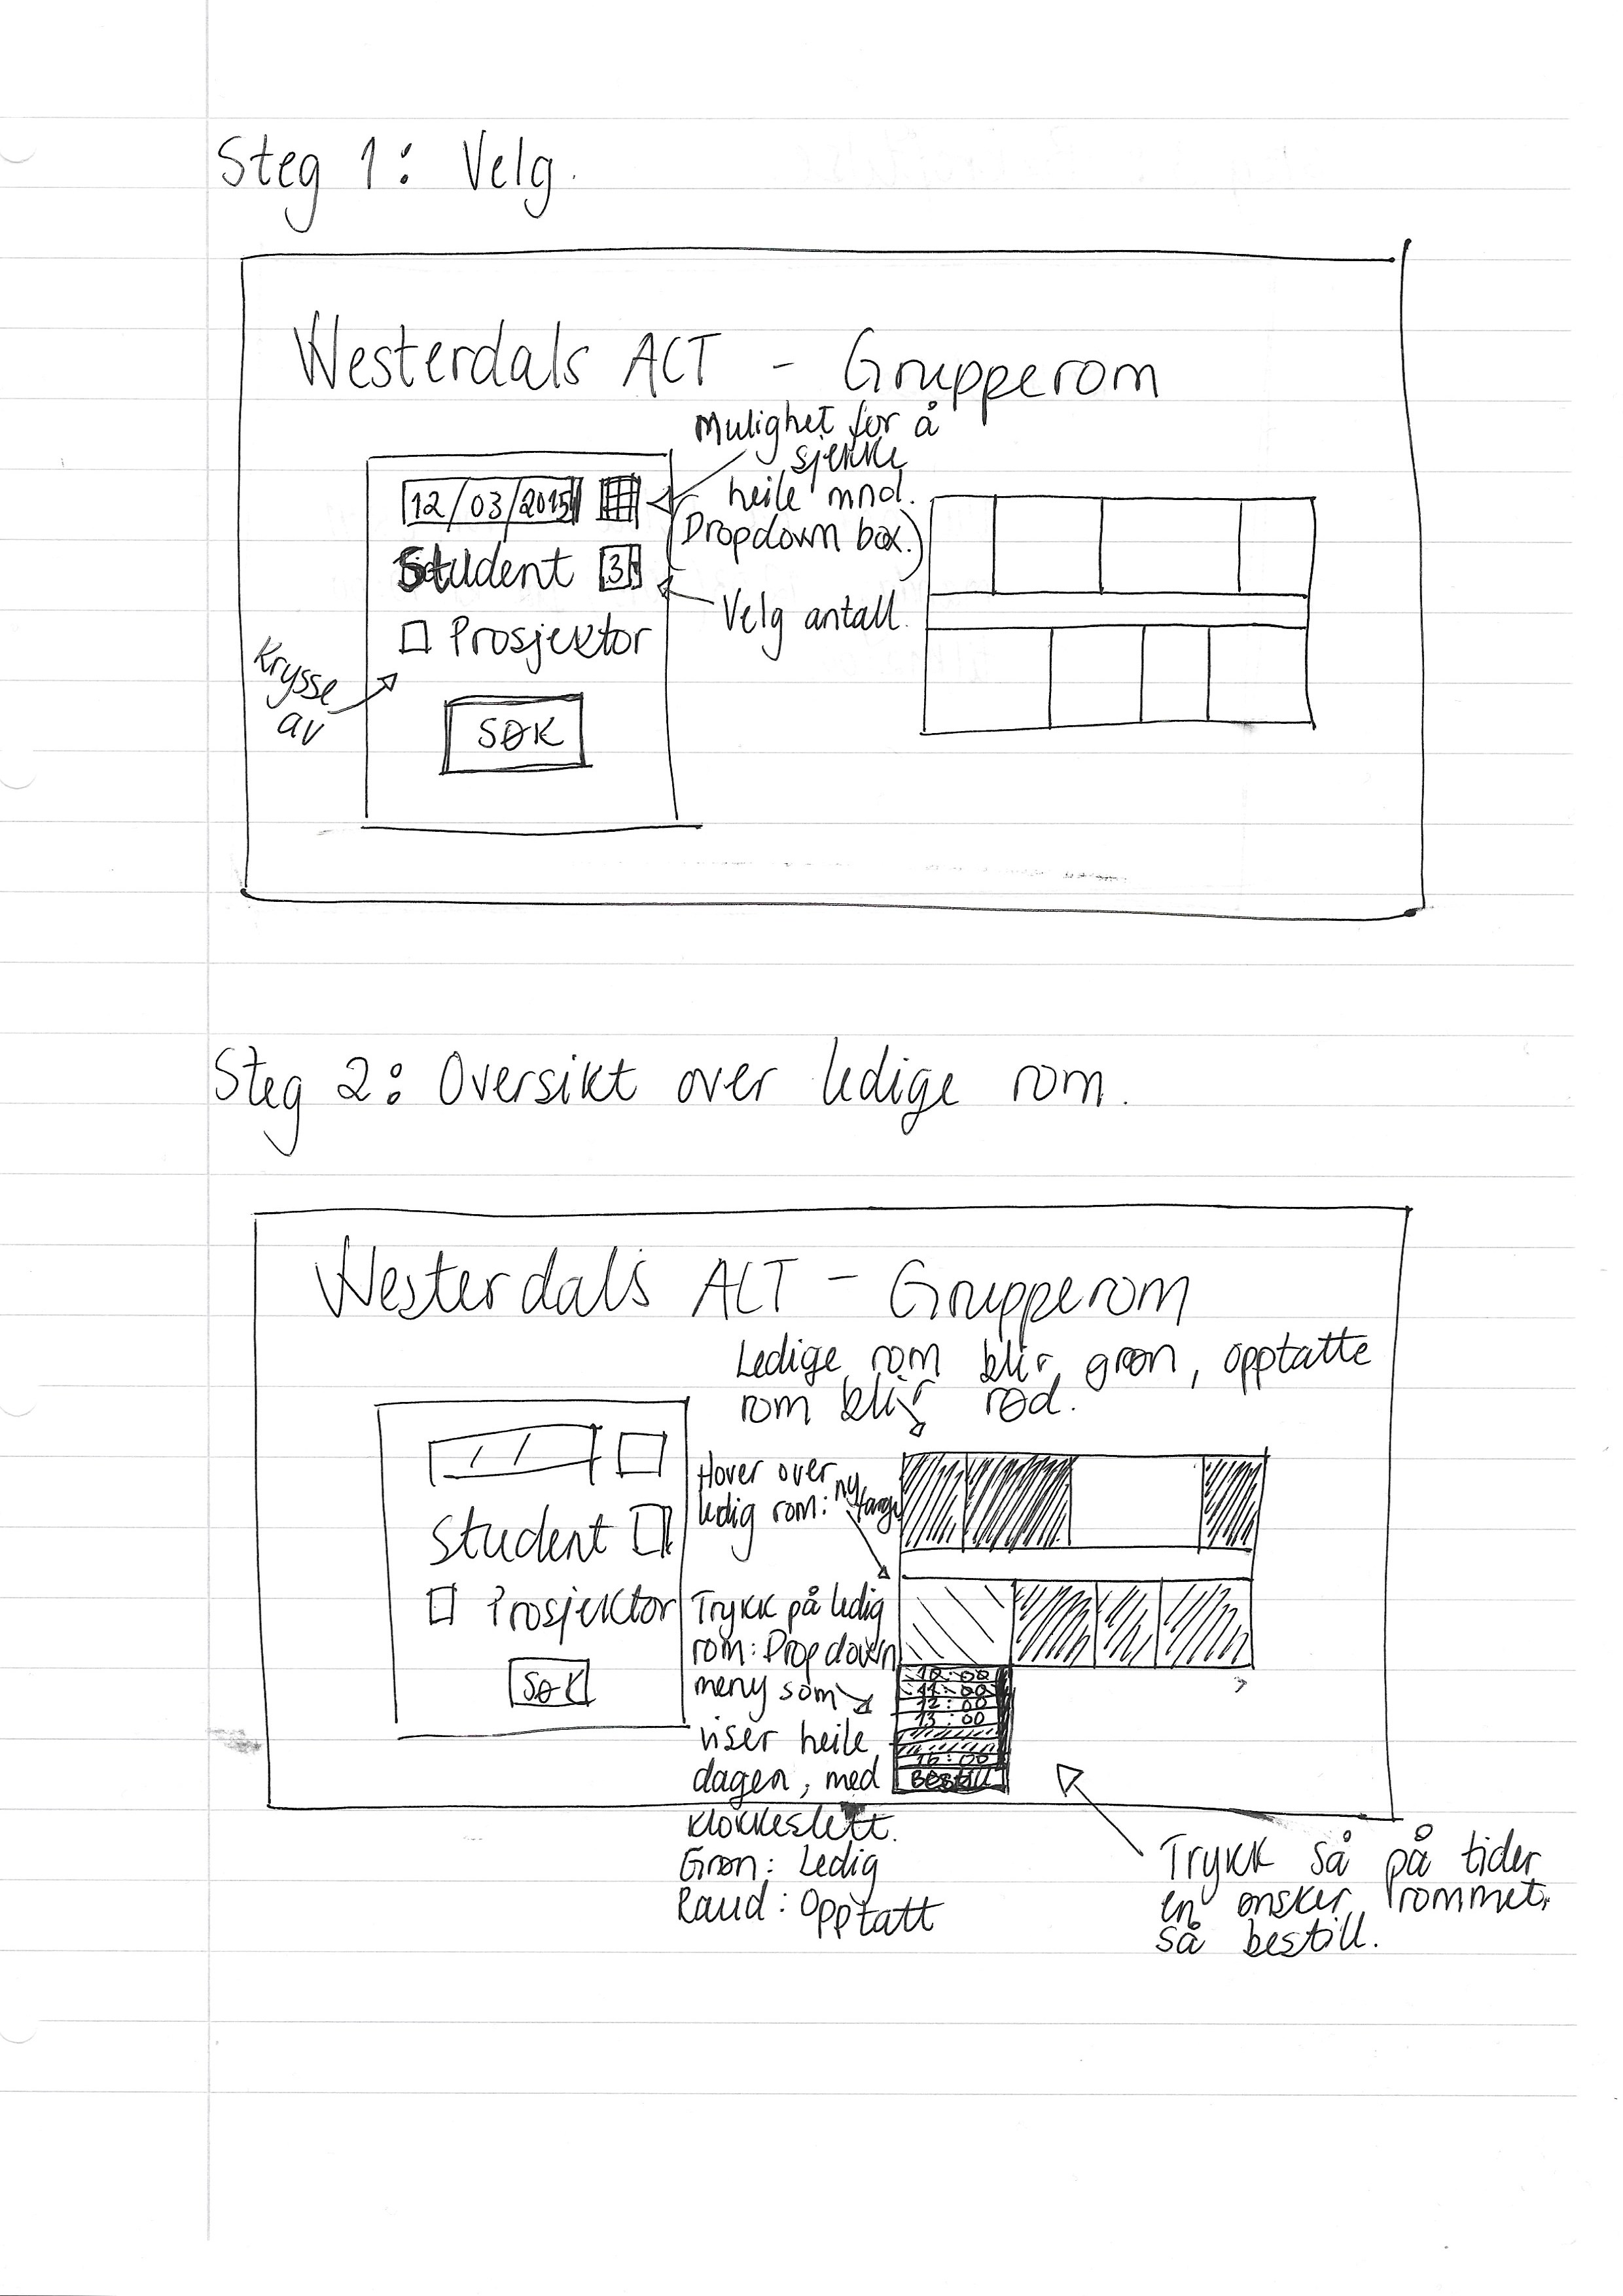 Steg 1: Velg.
Westerdals ACT - Grupperom
Mulighet for å
sjekke
heile mnd.
(Dropdown box.)
12/03/2015
Student 3
Velg antall.
Prosjektor
Krysse
av
SØK
Steg 2: Oversikt over ledige rom.
Westerdals ACT - Grupperom
Ledige rom blir grøn, opptatte
rom blir rød.
Hover over
ledig rom: ny farge
/ /
Student
Prosjektor
SØK
Trykk på ledig
rom: Dropdown
meny som
viser heile
dagen, med
klokkeslett.
Grøn: Ledig
Raud: Opptatt
10:00
11:00
12:00
13:00
16:00
Bestill
Trykk så på tider
en ønsker rommet,
så bestill.